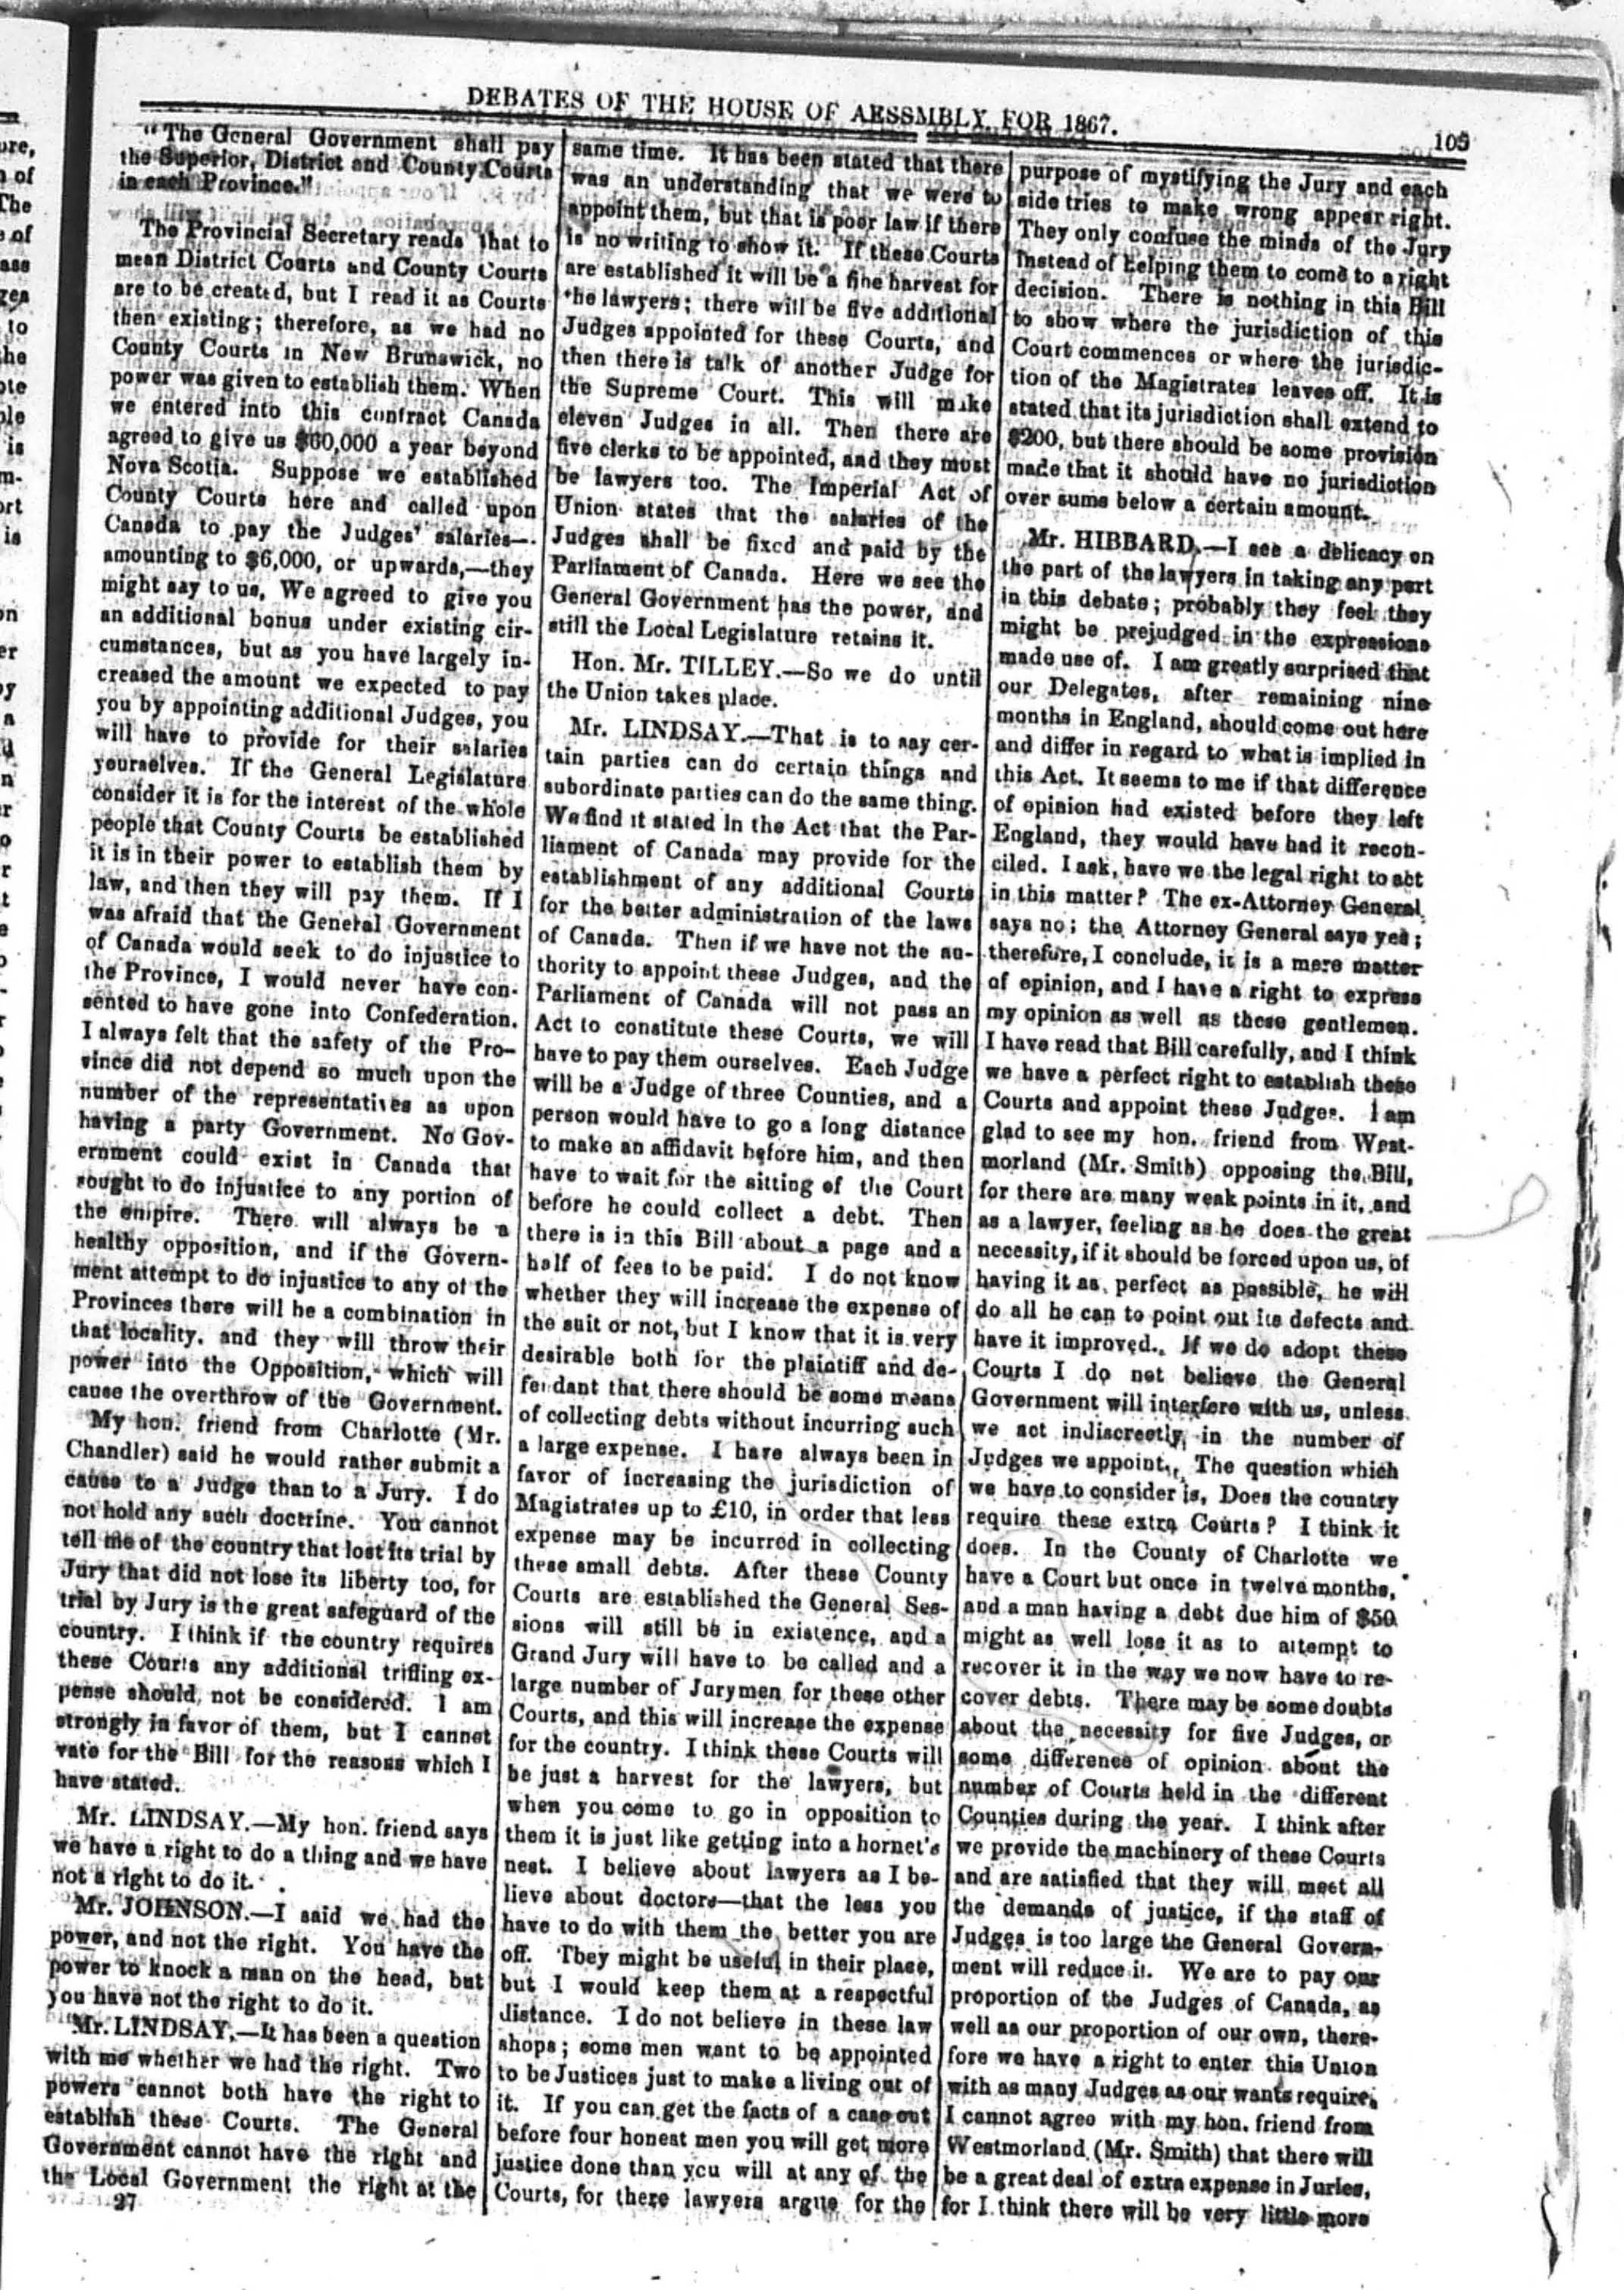 DEBATES OF THE HOUSE OF AESSMBLY FOR 1867.
105
"The General Government shall pay
the Superior, District and County Courts
in each Province."
The Provincial Secretary reads that to
mean District Courts and County Courts
are to be created, but I read it as Courts
then existing; therefore, as we had no
County Courts in New Brunswick, no
power was given to establish them. When
we entered into this contract Canada
agreed to give us $60,000 a year beyond
Nova Scotia. Suppose we established
County Courts here and called upon
Canada to pay the Judges' salaries—
amounting to $6,000, or upwards,—they
might say to us, We agreed to give you
an additional bonus under existing cir-
cumstances, but as you have largely in-
creased the amount we expected to pay
you by appointing additional Judges, you
will have to provide for their salaries
yourselves. If the General Legislature
consider it is for the interest of the whole
people that County Courts be established
it is in their power to establish them by
law, and then they will pay them. If I
was afraid that the General Government
of Canada would seek to do injustice to
the Province, I would never have con-
sented to have gone into Confederation.
I always felt that the safety of the Pro-
vince did not depend so much upon the
number of the representatives as upon
having a party Government. No Gov-
ernment could exist in Canada that
sought to do injustice to any portion of
the empire. There will always be a
healthy opposition, and if the Govern-
ment attempt to do injustice to any of the
Provinces there will be a combination in
that locality, and they will throw their
power into the Opposition, which will
cause the overthrow of the Government.
My hon. friend from Charlotte (Mr.
Chandler) said he would rather submit a
cause to a Judge than to a Jury. I do
not hold any such doctrine. You cannot
tell me of the country that lost its trial by
Jury that did not lose its liberty too, for
trial by Jury is the great safeguard of the
country. I think if the country requires
these Courts any additional trifling ex-
pense should not be considered. I am
strongly in favor of them, but I cannot
vote for the Bill for the reasons which I
have stated.
Mr. LINDSAY.—My hon. friend says
we have a right to do a thing and we have
not a right to do it.
Mr. JOHNSON.—I said we had the
power, and not the right. You have the
power to knock a man on the head, but
you have not the right to do it.
Mr. LINDSAY.—It has been a question
with me whether we had the right. Two
powers cannot both have the right to
establish these Courts. The General
Government cannot have the right and
the Local Government the right at the
27
same time. It has been stated that there
was an understanding that we were to
appoint them, but that is poor law if there
is no writing to show it. If these Courts
are established it will be a fine harvest for
the lawyers; there will be five additional
Judges appointed for these Courts, and
then there is talk of another Judge for
the Supreme Court. This will make
eleven Judges in all. Then there are
five clerks to be appointed, and they must
be lawyers too. The Imperial Act of
Union states that the salaries of the
Judges shall be fixed and paid by the
Parliament of Canada. Here we see the
General Government has the power, and
still the Local Legislature retains it.
Hon. Mr. TILLEY.—So we do until
the Union takes place.
Mr. LINDSAY.—That is to say cer-
tain parties can do certain things and
subordinate parties can do the same thing.
We find it stated in the Act that the Par-
liament of Canada may provide for the
establishment of any additional Courts
for the better administration of the laws
of Canada. Then if we have not the au-
thority to appoint these Judges, and the
Parliament of Canada will not pass an
Act to constitute these Courts, we will
have to pay them ourselves. Each Judge
will be a Judge of three Counties, and a
person would have to go a long distance
to make an affidavit before him, and then
have to wait for the sitting of the Court
before he could collect a debt. Then
there is in this Bill about a page and a
half of fees to be paid. I do not know
whether they will increase the expense of
the suit or not, but I know that it is very
desirable both for the plaintiff and de-
fendant that there should be some means
of collecting debts without incurring such
a large expense. I have always been in
favor of increasing the jurisdiction of
Magistrates up to £10, in order that less
expense may be incurred in collecting
these small debts. After these County
Courts are established the General Ses-
sions will still be in existence, and a
Grand Jury will have to be called and a
large number of Jurymen for these other
Courts, and this will increase the expense
for the country. I think these Courts will
be just a harvest for the lawyers, but
when you come to go in opposition to
them it is just like getting into a hornet's
nest. I believe about lawyers as I be-
lieve about doctors—that the less you
have to do with them the better you are
off. They might be useful in their place,
but I would keep them at a respectful
distance. I do not believe in these law
shops; some men want to be appointed
to be Justices just to make a living out of
it. If you can get the facts of a case out
before four honest men you will get more
justice done than you will at any of the
Courts, for there lawyers argue for the
purpose of mystifying the Jury and each
side tries to make wrong appear right.
They only confuse the minds of the Jury
instead of helping them to come to a right
decision. There is nothing in this Bill
to show where the jurisdiction of this
Court commences or where the jurisdic-
tion of the Magistrates leaves off. It is
stated that its jurisdiction shall extend to
$200, but there should be some provision
made that it should have no jurisdiction
over sums below a certain amount.
Mr. HIBBARD.—I see a delicacy on
the part of the lawyers in taking any part
in this debate; probably they feel they
might be prejudged in the expressions
made use of. I am greatly surprised that
our Delegates, after remaining nine
months in England, should come out here
and differ in regard to what is implied in
this Act. It seems to me if that difference
of opinion had existed before they left
England, they would have had it recon-
ciled. I ask, have we the legal right to act
in this matter? The ex-Attorney General
says no; the Attorney General says yes;
therefore, I conclude, it is a mere matter
of opinion, and I have a right to express
my opinion as well as these gentlemen.
I have read that Bill carefully, and I think
we have a perfect right to establish these
Courts and appoint these Judges. I am
glad to see my hon. friend from West-
morland (Mr. Smith) opposing the Bill,
for there are many weak points in it, and
as a lawyer, feeling as he does the great
necessity, if it should be forced upon us, of
having it as perfect as possible, he will
do all he can to point out its defects and
have it improved. If we do adopt these
Courts I do not believe the General
Government will interfere with us, unless
we act indiscreetly in the number of
Judges we appoint. The question which
we have to consider is, Does the country
require these extra Courts? I think it
does. In the County of Charlotte we
have a Court but once in twelve months,
and a man having a debt due him of $50
might as well lose it as to attempt to
recover it in the way we now have to re-
cover debts. There may be some doubts
about the necessity for five Judges, or
some difference of opinion about the
number of Courts held in the different
Counties during the year. I think after
we provide the machinery of these Courts
and are satisfied that they will meet all
the demands of justice, if the staff of
Judges is too large the General Govern-
ment will reduce it. We are to pay our
proportion of the Judges of Canada, as
well as our proportion of our own, there-
fore we have a right to enter this Union
with as many Judges as our wants require.
I cannot agree with my hon. friend from
Westmorland (Mr. Smith) that there will
be a great deal of extra expense in Juries,
for I think there will be very little more